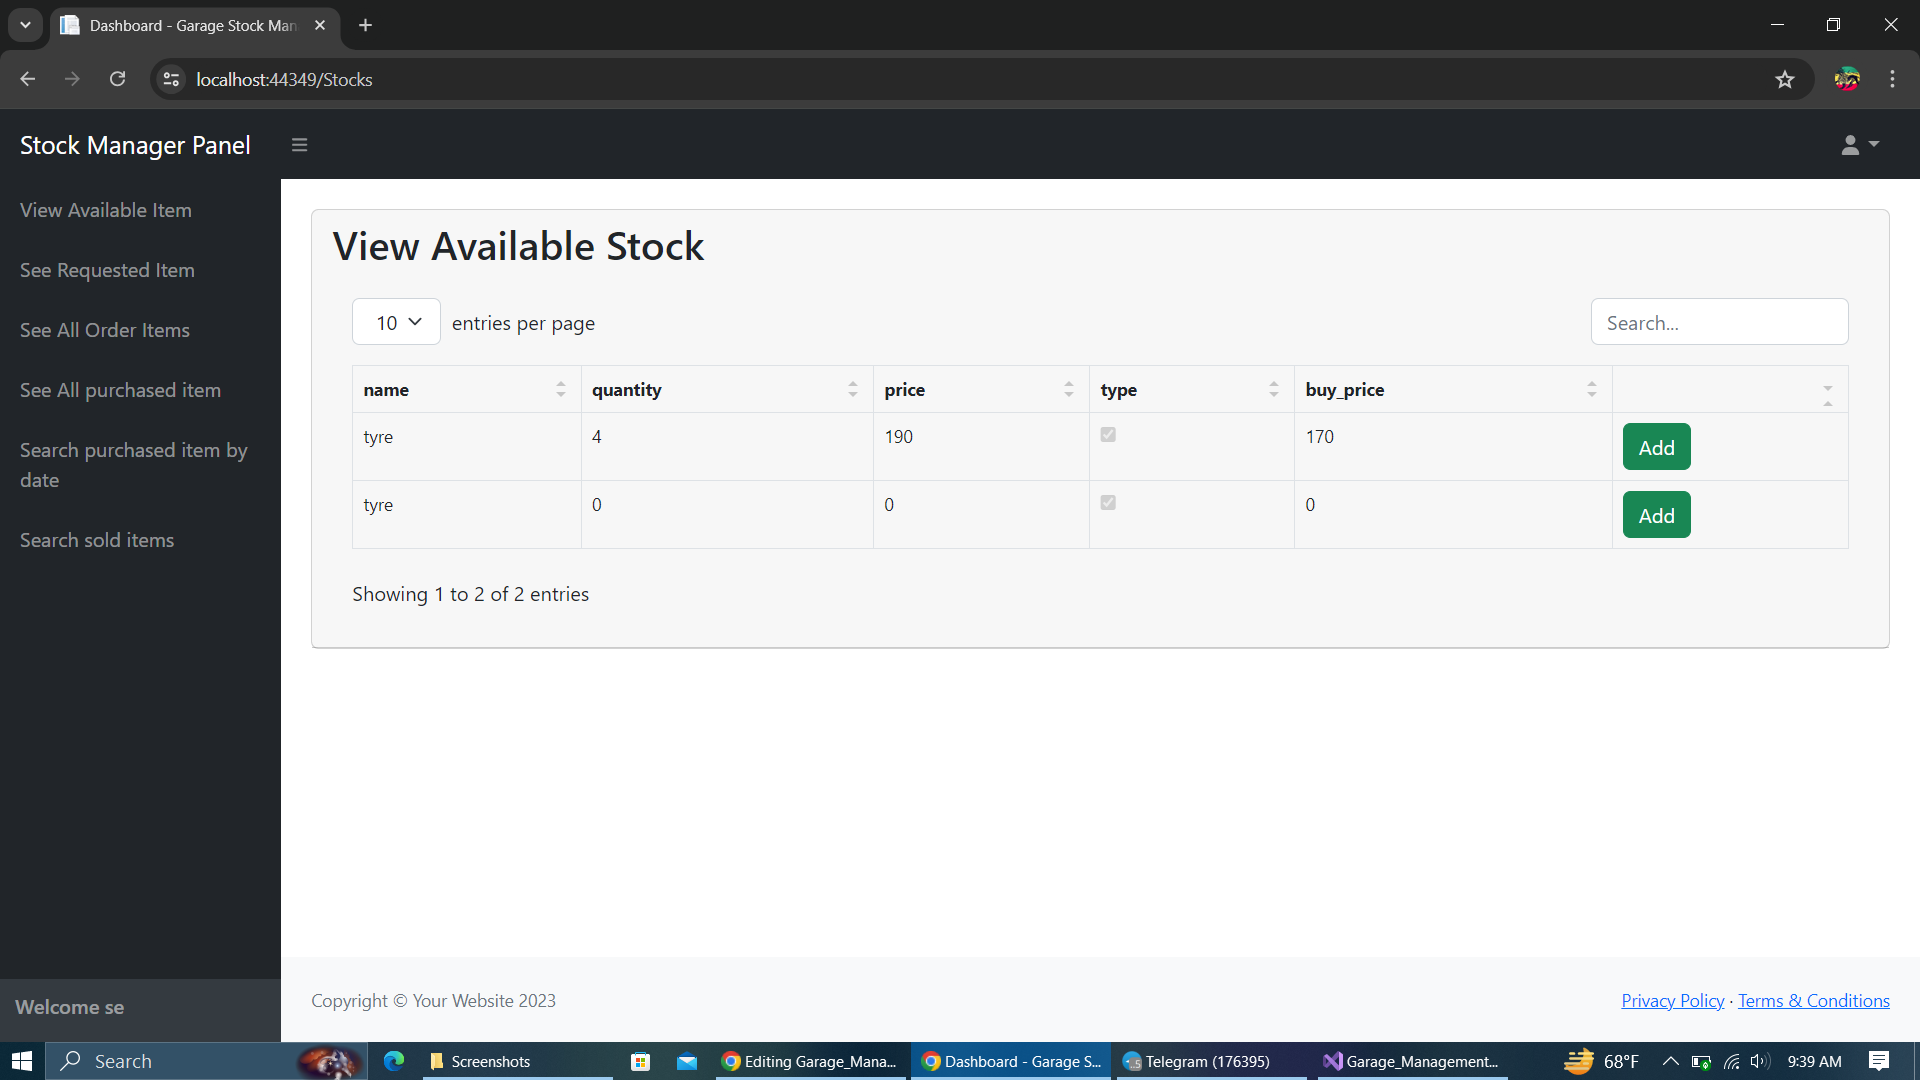 Dashboard - Garage Stock Man
localhost:44349/Stocks
Stock Manager Panel
View Available Item
See Requested Item
See All Order Items
See All purchased item
Search purchased item by
date
Search sold items
Welcome se
View Available Stock
10 entries per page
Search...
name quantity price type buy_price
tyre 4 190 170 Add
tyre 0 0 0 Add
Showing 1 to 2 of 2 entries
Copyright © Your Website 2023
Privacy Policy · Terms & Conditions
Search Screenshots Editing Garage_Mana... Dashboard - Garage S... Telegram (176395) Garage_Management... 68°F 9:39 AM